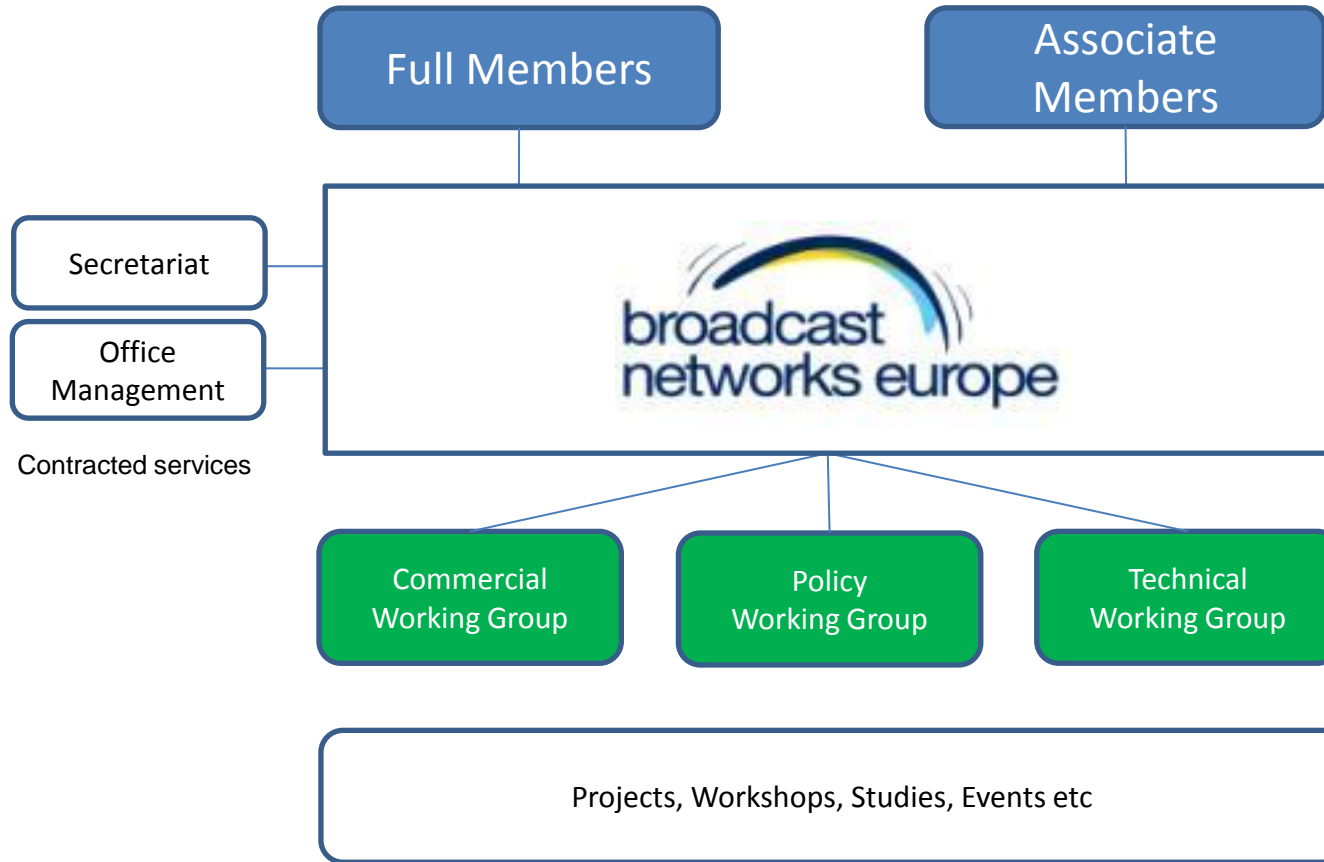 Full Members
Associate
Members
Secretariat
Office
Management
Contracted services
broadcast
networks europe
Commercial
Working Group
Policy
Working Group
Technical
Working Group
Projects, Workshops, Studies, Events etc